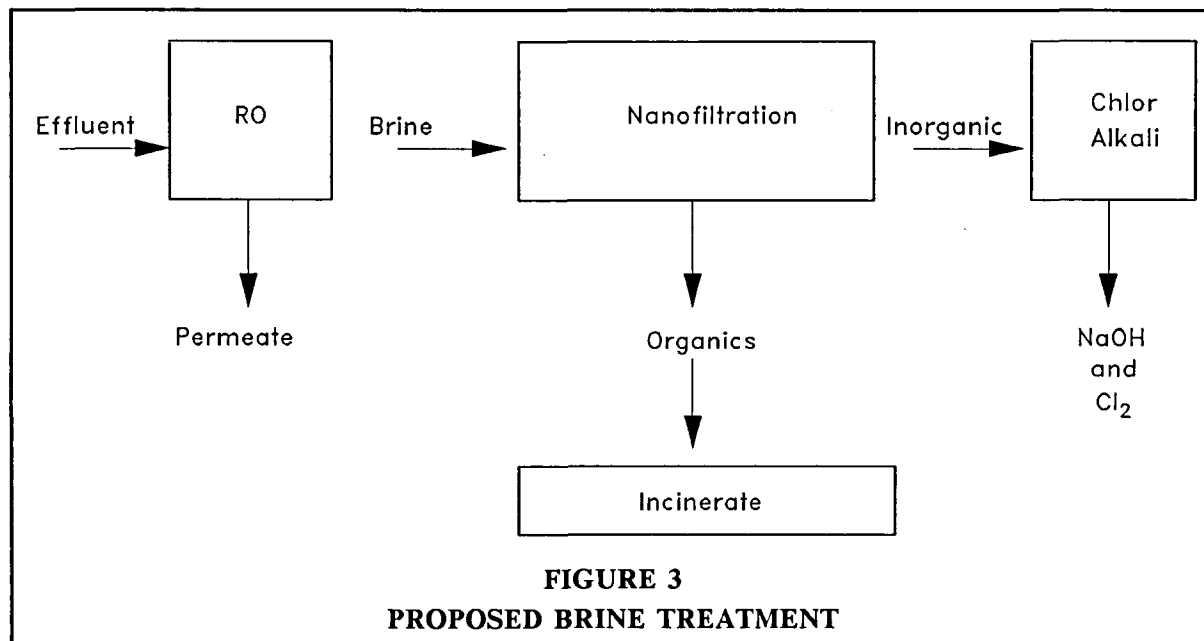 Effluent
RO
Brine
Nanofiltration
Inorganic
Chlor
Alkali
Permeate
Organics
NaOH
and
Cl₂
Incinerate
FIGURE 3
PROPOSED BRINE TREATMENT